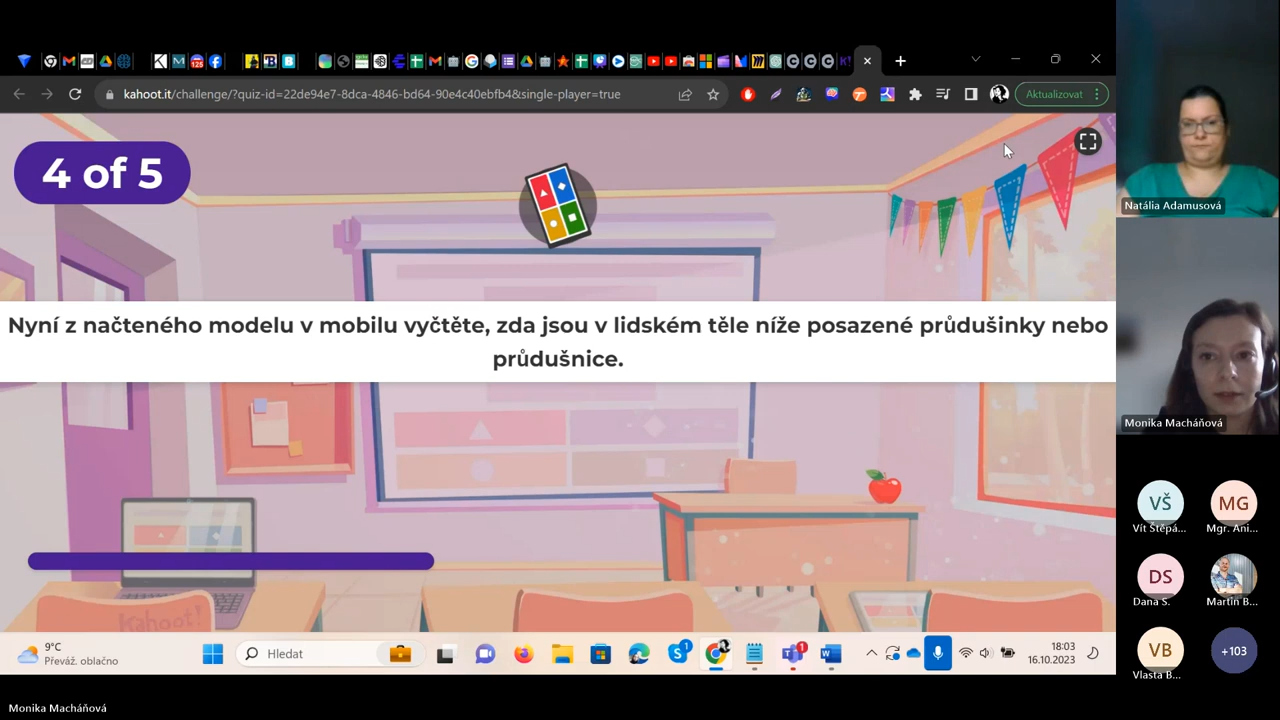 kahoot.it/challenge/?quiz-id=22de94e7-8dca-4846-bd64-90e4c40ebfb4&single-player=true
Aktualizovat
4 of 5
Nyní z načteného modelu v mobilu vyčtěte, zda jsou v lidském těle níže posazené průdušinky nebo
průdušnice.
Kahoot!
9°C
Převáž. oblačno
Hledat
18:03
16.10.2023
Natália Adamusová
Monika Macháňová
VŠ
MG
Vít Štěpá...
Mgr. Ani...
DS
Dana S.
Martin B...
VB
+103
Vlasta B...
Monika Macháňová